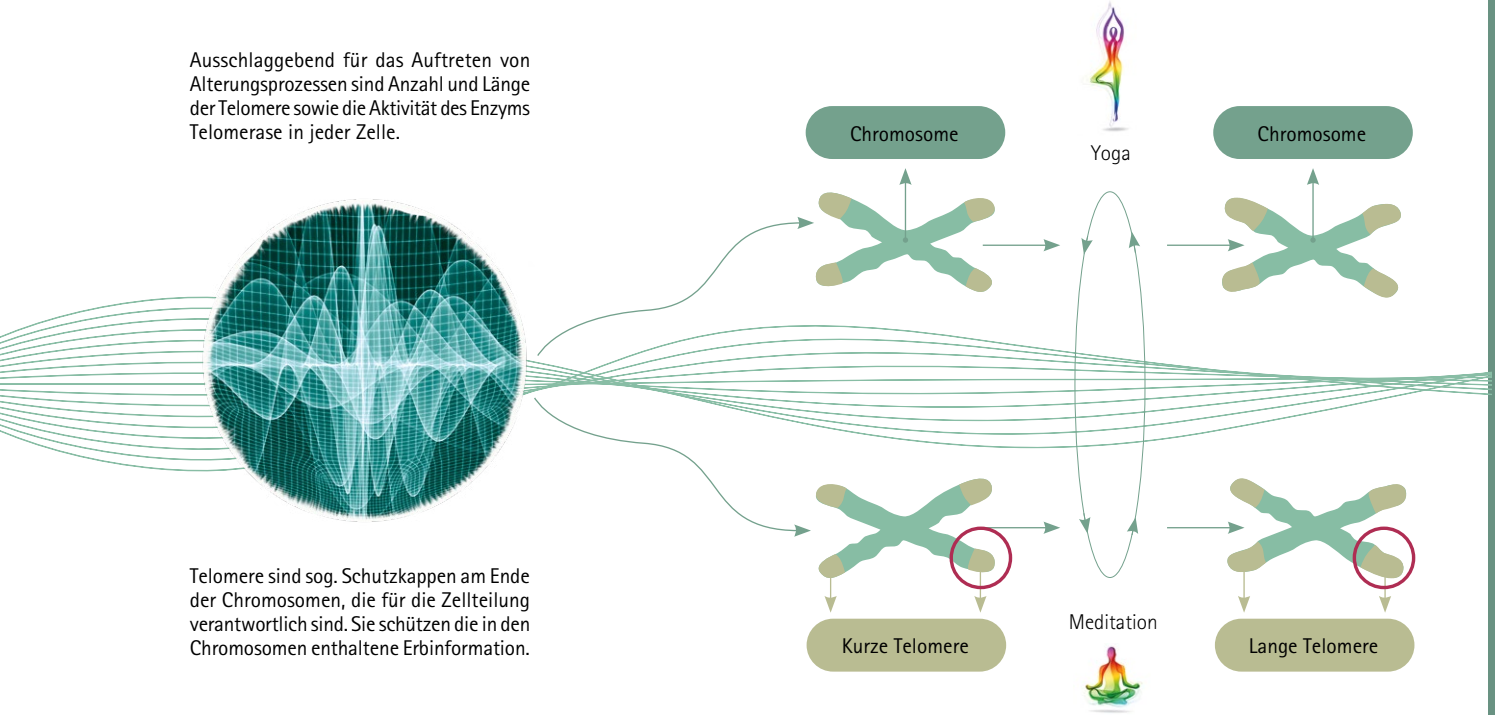 Ausschlaggebend für das Auftreten von
Alterungsprozessen sind Anzahl und Länge
der Telomere sowie die Aktivität des Enzyms
Telomerase in jeder Zelle.
Chromosome
Yoga
Chromosome
Telomere sind sog. Schutzkappen am Ende
der Chromosomen, die für die Zellteilung
verantwortlich sind. Sie schützen die in den
Chromosomen enthaltene Erbinformation.
Kurze Telomere
Meditation
Lange Telomere